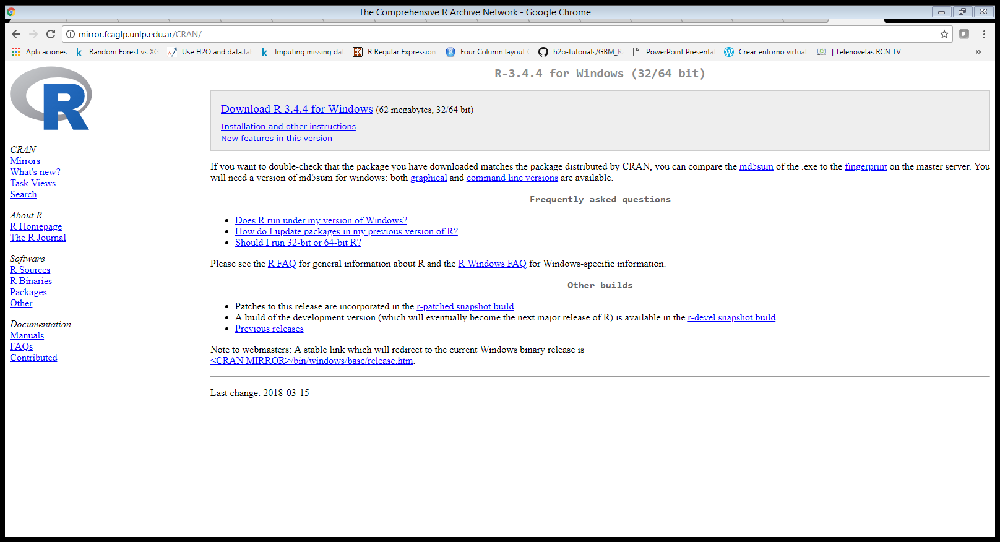 The Comprehensive R Archive Network - Google Chrome
mirror.fcaglp.unlp.edu.ar/CRAN/
Aplicaciones Random Forest vs XG Use H2O and data.tal Imputing missing dat R Regular Expression Four Column layout C h2o-tutorials/GBM_R PowerPoint Presentat Crear entorno virtual | Telenovelas RCN TV »
R
CRAN
Mirrors
What's new?
Task Views
Search
About R
R Homepage
The R Journal
Software
R Sources
R Binaries
Packages
Other
Documentation
Manuals
FAQs
Contributed
R-3.4.4 for Windows (32/64 bit)
Download R 3.4.4 for Windows (62 megabytes, 32/64 bit)
Installation and other instructions
New features in this version
If you want to double-check that the package you have downloaded matches the package distributed by CRAN, you can compare the md5sum of the .exe to the fingerprint on the master server. You
will need a version of md5sum for windows: both graphical and command line versions are available.
Frequently asked questions
• Does R run under my version of Windows?
• How do I update packages in my previous version of R?
• Should I run 32-bit or 64-bit R?
Please see the R FAQ for general information about R and the R Windows FAQ for Windows-specific information.
Other builds
• Patches to this release are incorporated in the r-patched snapshot build.
• A build of the development version (which will eventually become the next major release of R) is available in the r-devel snapshot build.
• Previous releases
Note to webmasters: A stable link which will redirect to the current Windows binary release is
<CRAN MIRROR>/bin/windows/base/release.htm.
Last change: 2018-03-15